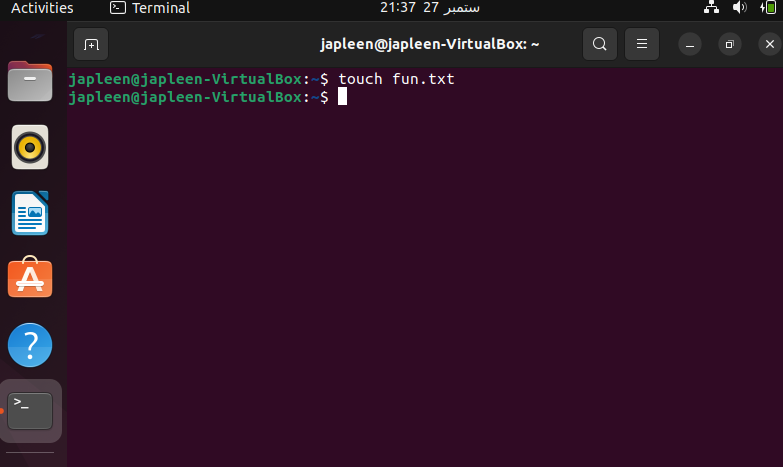 Activities Terminal 21:37 27 ستمبر
japleen@japleen-VirtualBox: ~
japleen@japleen-VirtualBox:~$ touch fun.txt
japleen@japleen-VirtualBox:~$
>_